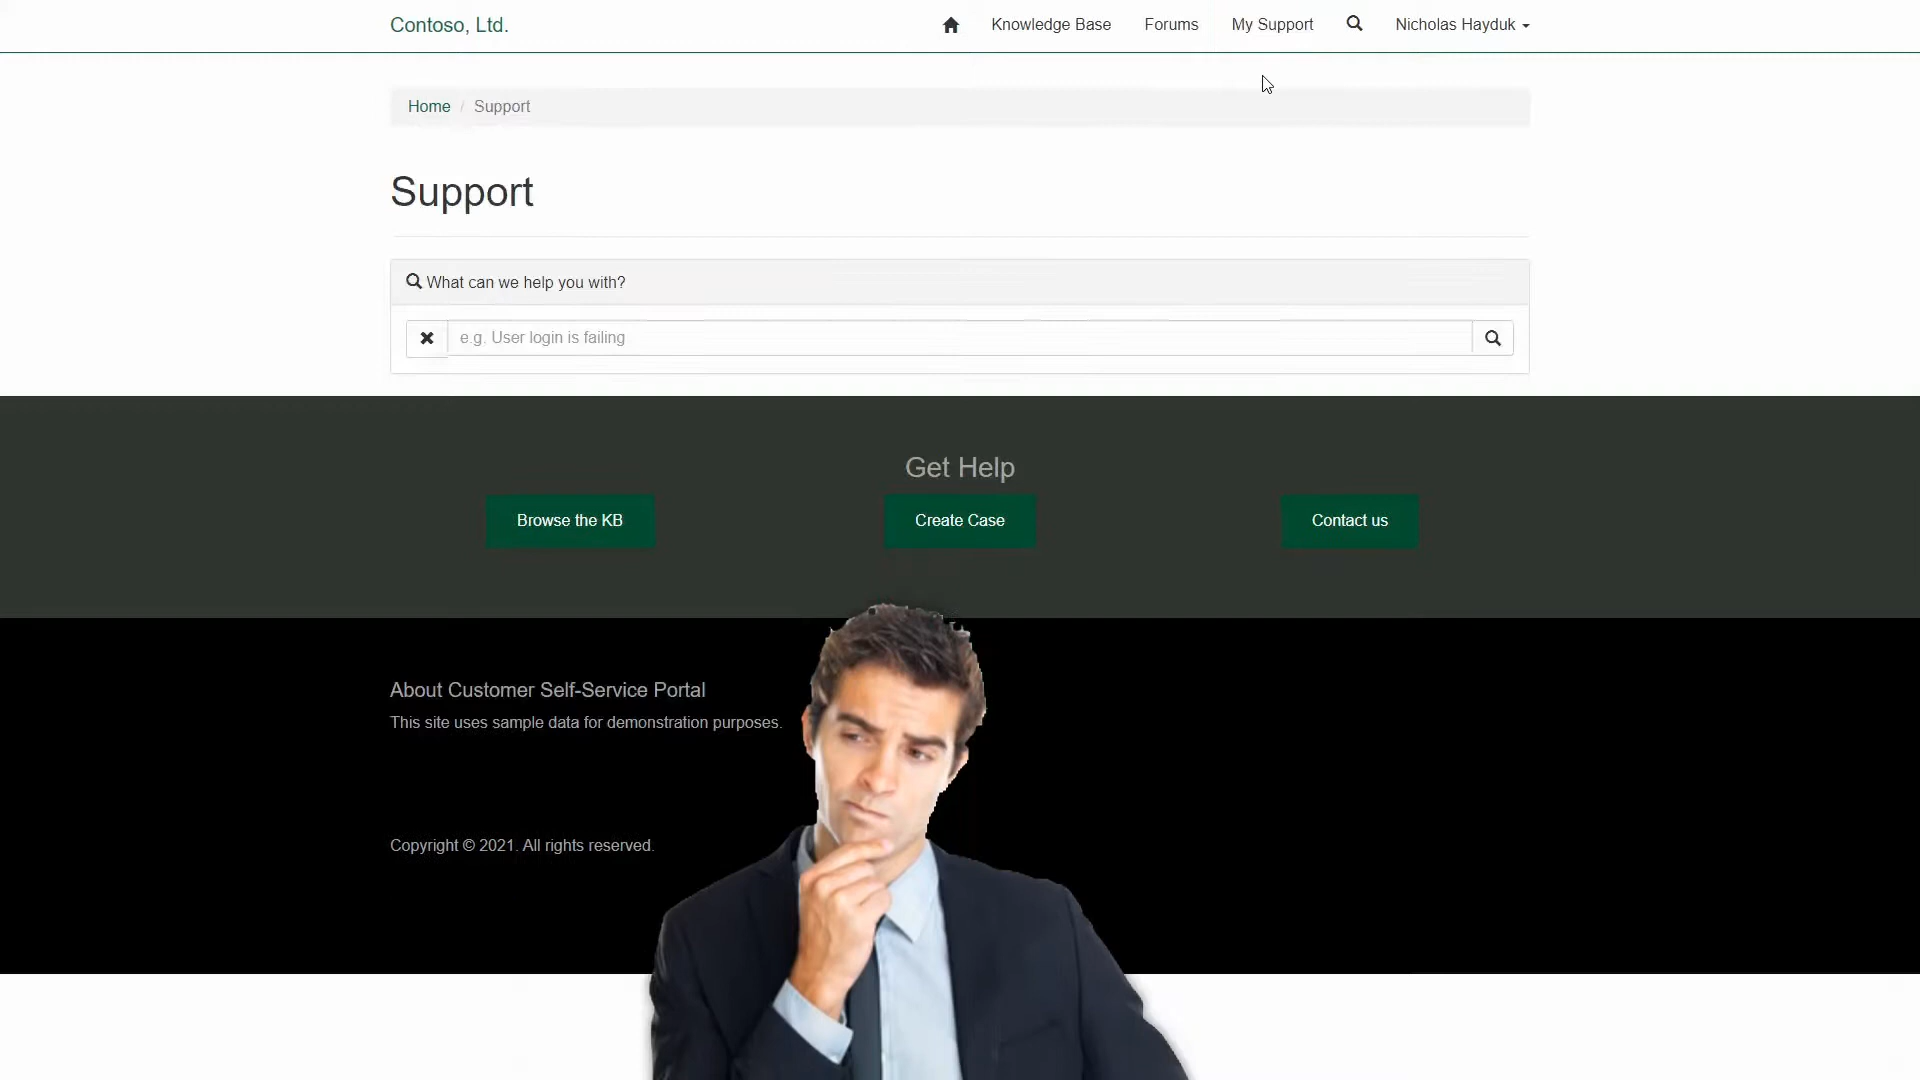 Contoso, Ltd.
Knowledge Base
Forums
My Support
Nicholas Hayduk
Home / Support
Support
What can we help you with?
e.g. User login is failing
Get Help
Browse the KB
Create Case
Contact us
About Customer Self-Service Portal
This site uses sample data for demonstration purposes.
Copyright © 2021. All rights reserved.